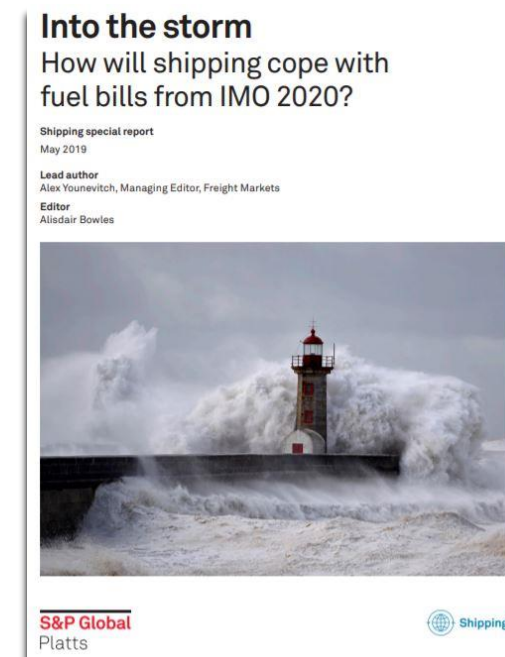 Into the storm
How will shipping cope with
fuel bills from IMO 2020?
Shipping special report
May 2019
Lead author
Alex Younevitch, Managing Editor, Freight Markets
Editor
Alisdair Bowles
S&P Global
Platts
Shipping